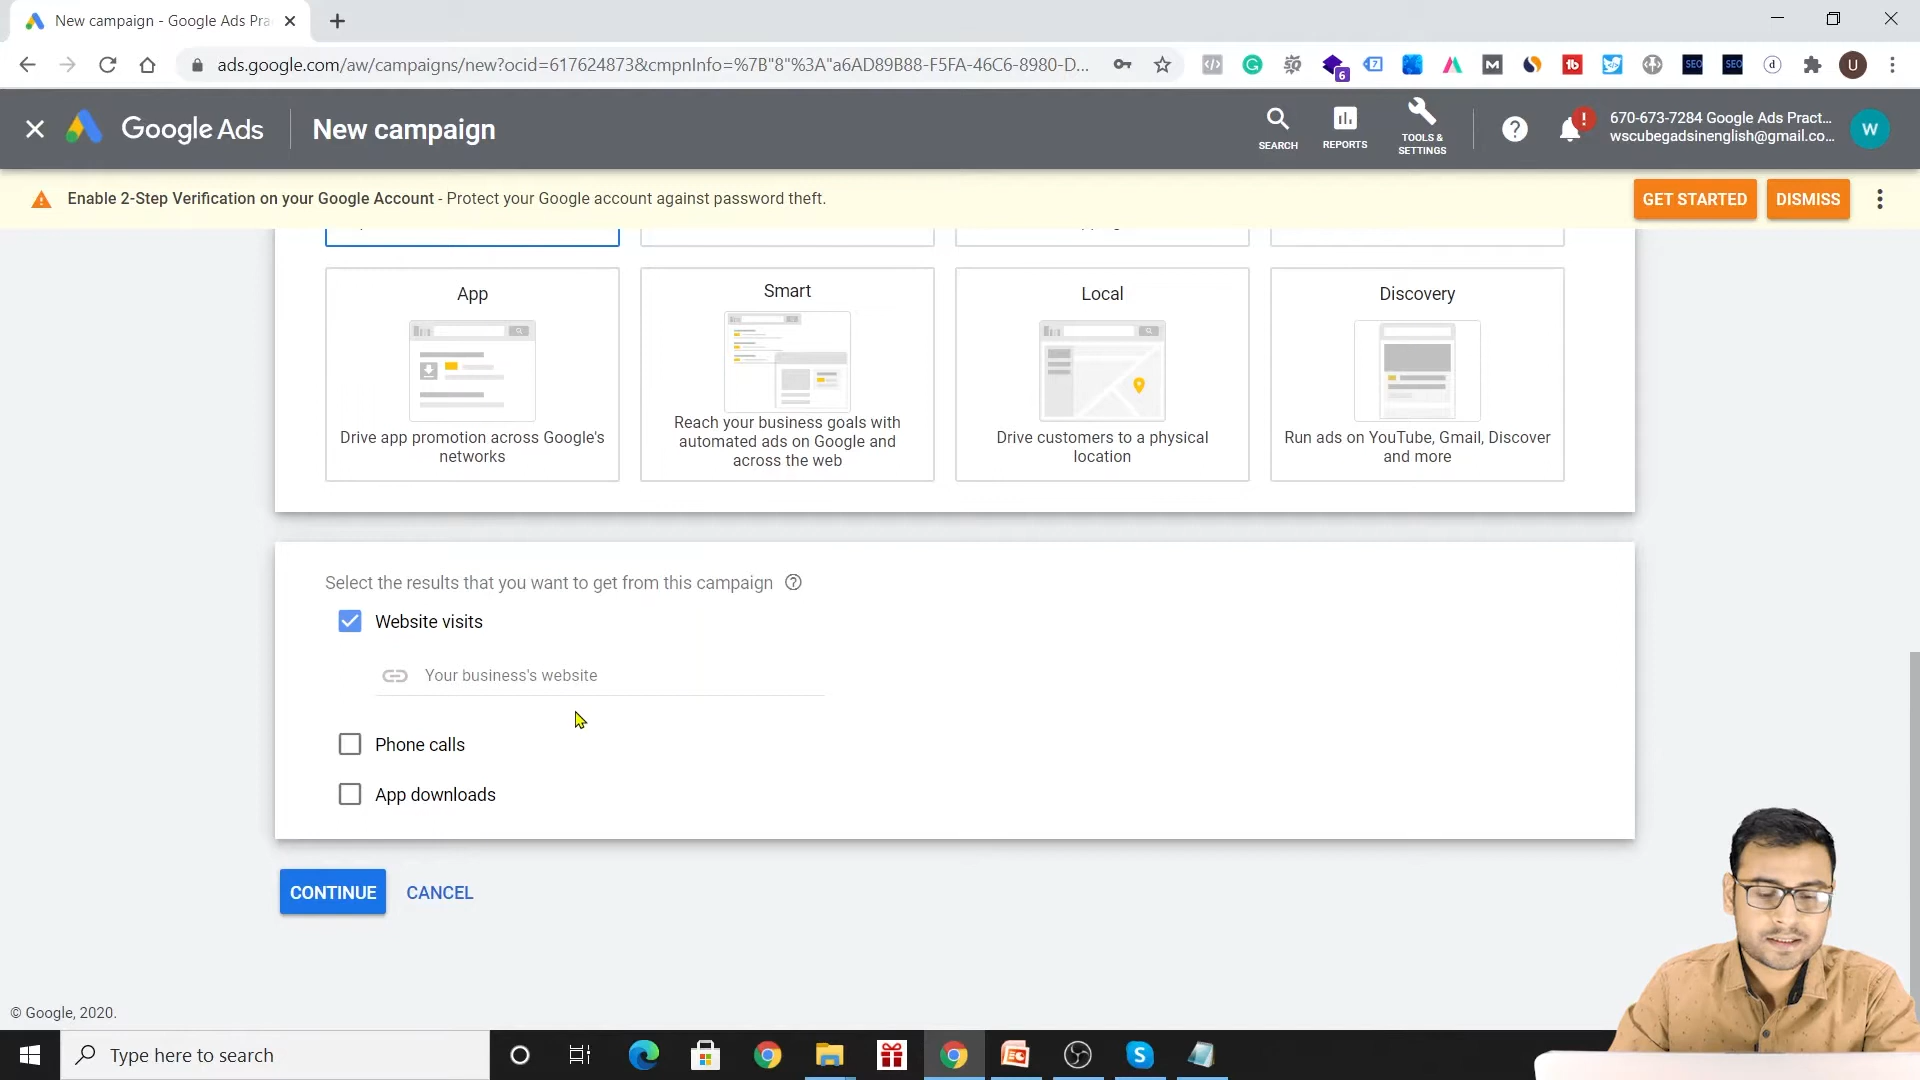 New campaign - Google Ads Pra
ads.google.com/aw/campaigns/new?ocid=617624873&cmpnInfo=%7B"8"%3A"a6AD89B88-F5FA-46C6-8980-D...
6
7
M
SEO
SEO
d
U
Google Ads
New campaign
SEARCH
REPORTS
TOOLS &
SETTINGS
?
!
670-673-7284 Google Ads Pract...
wscubegadsinenglish@gmail.co...
W
Enable 2-Step Verification on your Google Account - Protect your Google account against password theft.
GET STARTED
DISMISS
App
Smart
Local
Discovery
Drive app promotion across Google's
networks
Reach your business goals with
automated ads on Google and
across the web
Drive customers to a physical
location
Run ads on YouTube, Gmail, Discover
and more
Select the results that you want to get from this campaign ?
Website visits
Your business's website
Phone calls
App downloads
CONTINUE
CANCEL
© Google, 2020.
Type here to search